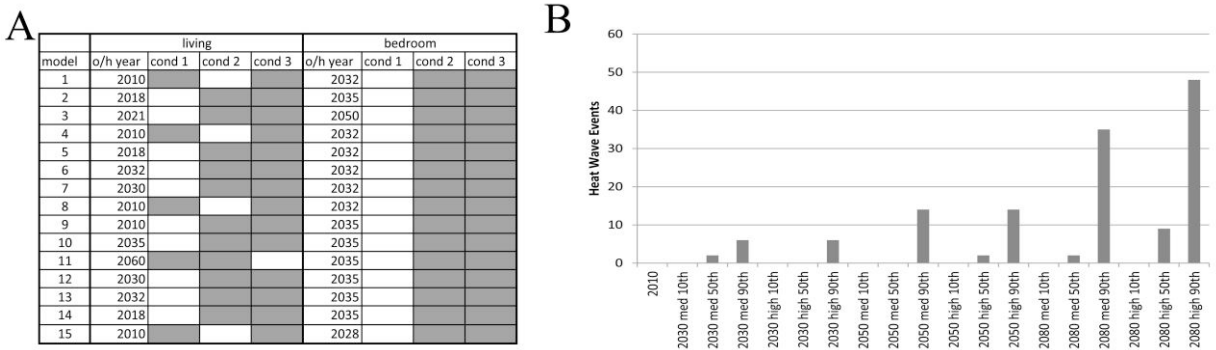 A
living bedroom
model o/h year cond 1 cond 2 cond 3 o/h year cond 1 cond 2 cond 3
1 2010 2032
2 2018 2035
3 2021 2050
4 2010 2032
5 2018 2032
6 2032 2032
7 2030 2032
8 2010 2032
9 2010 2035
10 2035 2035
11 2060 2035
12 2030 2035
13 2032 2035
14 2018 2035
15 2010 2028
B
Heat Wave Events
60
50
40
30
20
10
0
2010
2030 med 10th
2030 med 50th
2030 med 90th
2030 high 10th
2030 high 50th
2030 high 90th
2050 med 10th
2050 med 50th
2050 med 90th
2050 high 10th
2050 high 50th
2050 high 90th
2080 med 10th
2080 med 50th
2080 med 90th
2080 high 10th
2080 high 50th
2080 high 90th